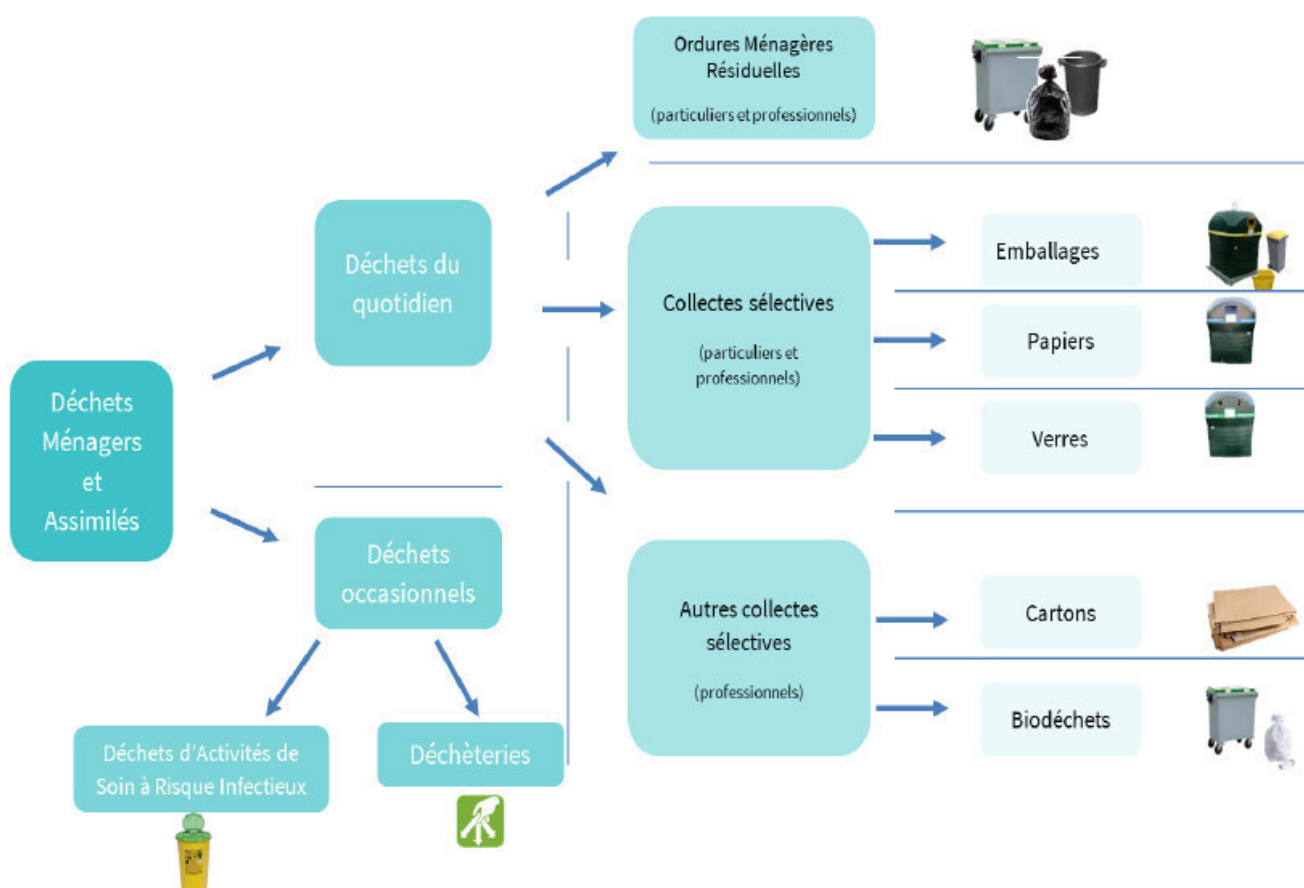 Ordures Ménagères
Résiduelles
(particuliers et professionnels)
Déchets du
quotidien
Collectes sélectives
(particuliers et
professionnels)
Emballages
Papiers
Verres
Déchets
Ménagers
et
Assimilés
Déchets
occasionnels
Autres collectes
sélectives
(professionnels)
Cartons
Biodéchets
Déchets d'Activités de
Soin à Risque Infectieux
Déchèteries